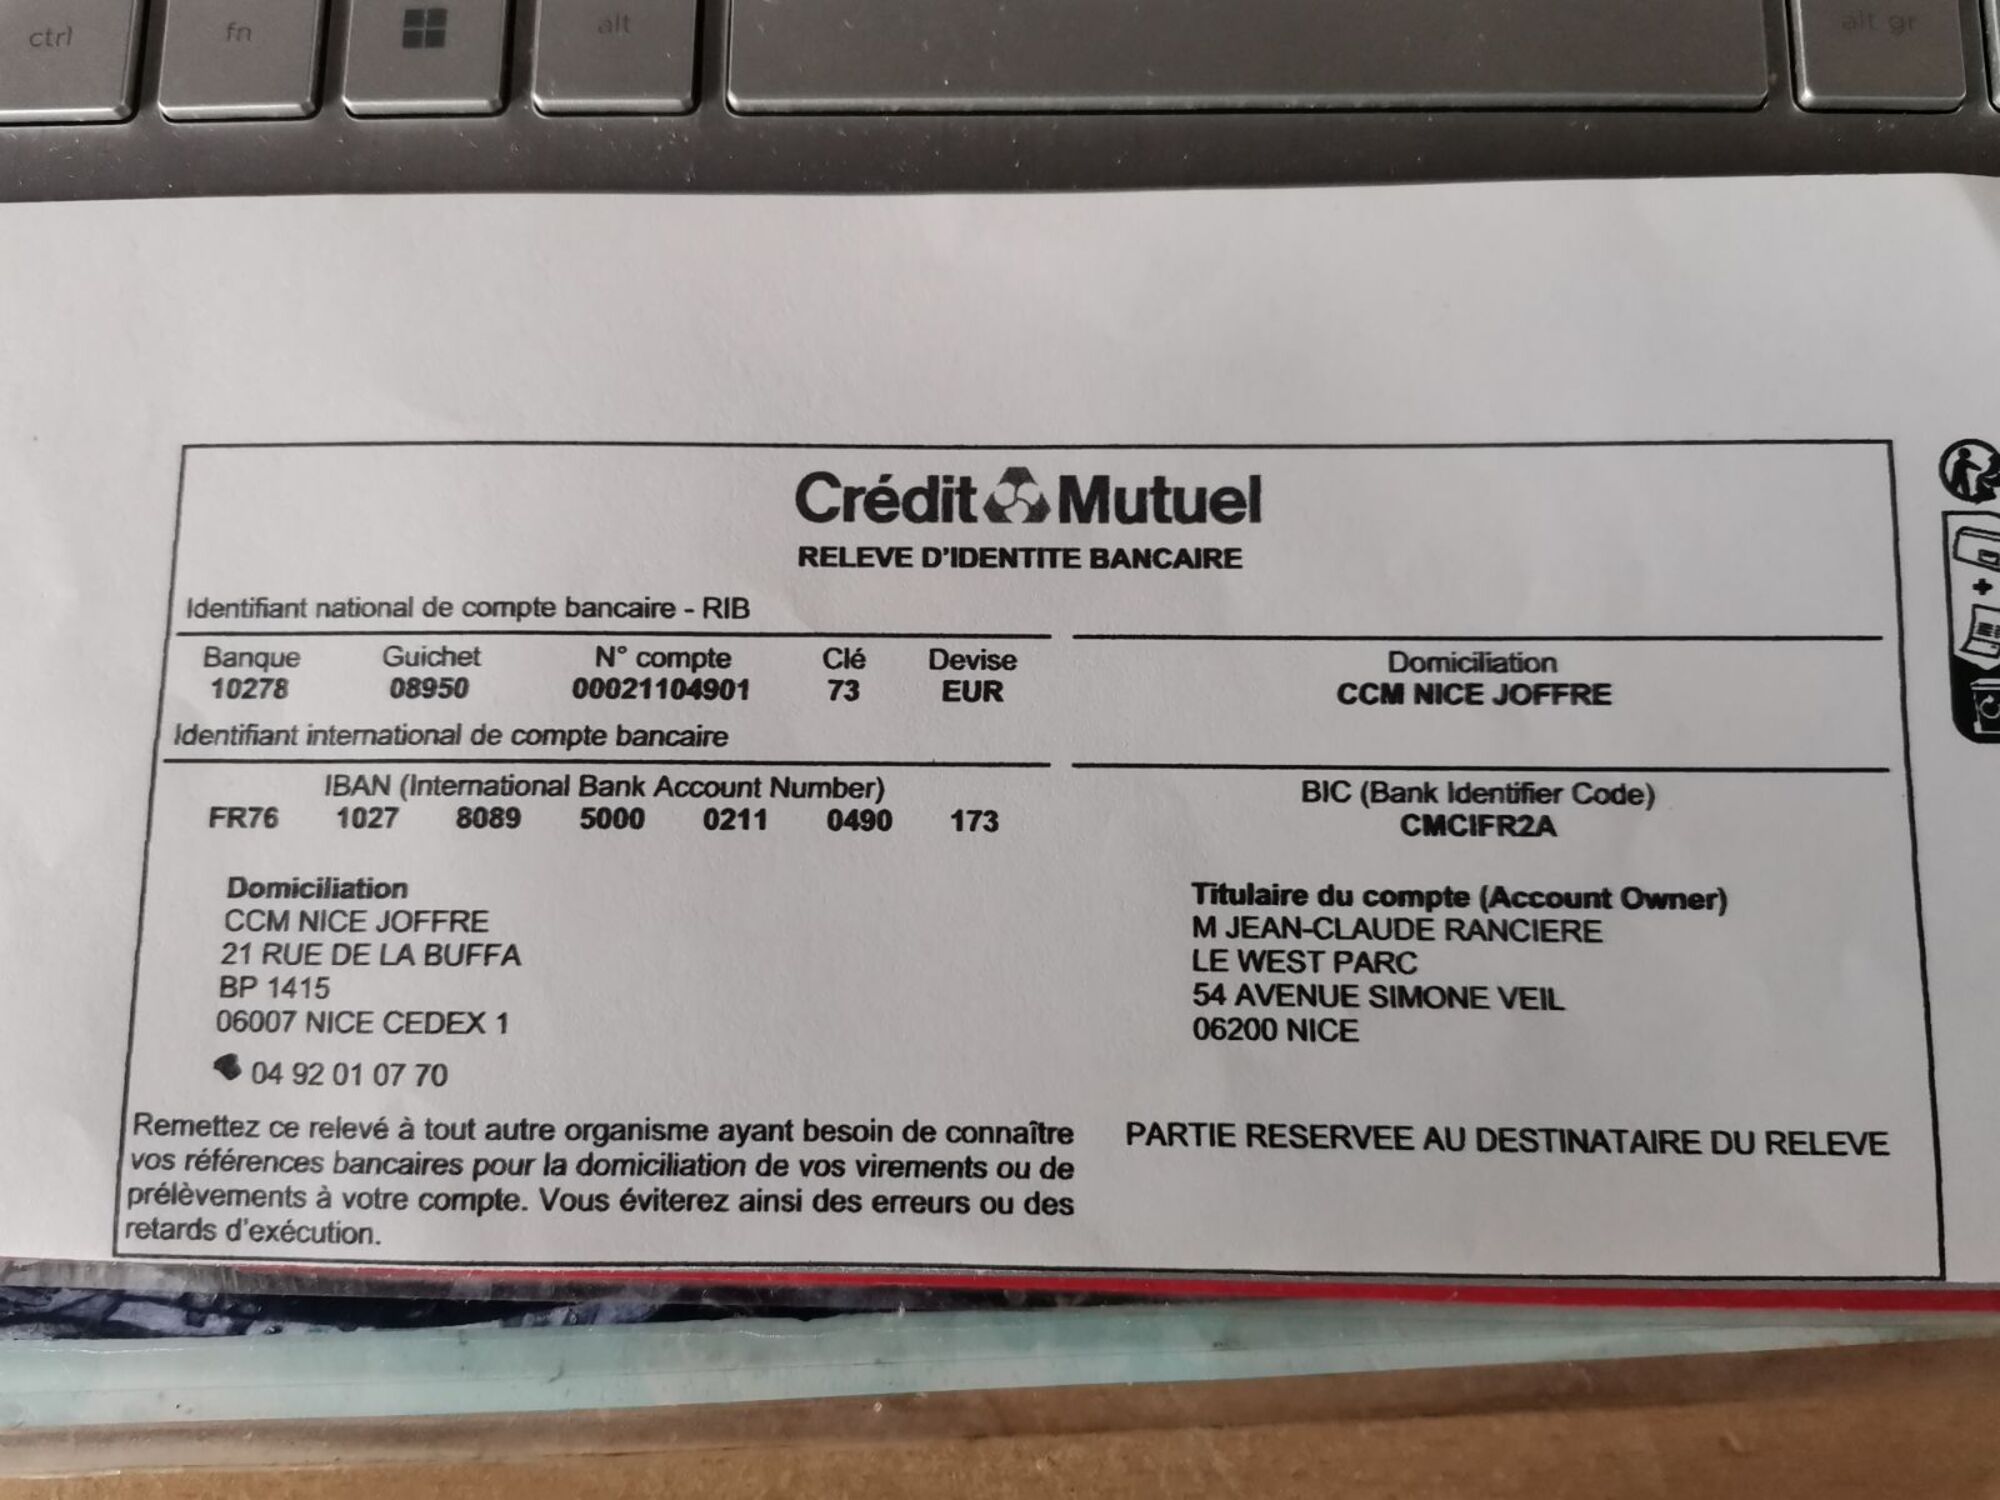 ctrl fn alt alt gr
Crédit Mutuel
RELEVE D'IDENTITE BANCAIRE
Identifiant national de compte bancaire - RIB
Banque Guichet N° compte Clé Devise Domiciliation
10278 08950 00021104901 73 EUR CCM NICE JOFFRE
Identifiant international de compte bancaire
IBAN (International Bank Account Number) BIC (Bank Identifier Code)
FR76 1027 8089 5000 0211 0490 173 CMCIFR2A
Domiciliation
CCM NICE JOFFRE
21 RUE DE LA BUFFA
BP 1415
06007 NICE CEDEX 1
04 92 01 07 70
Titulaire du compte (Account Owner)
M JEAN-CLAUDE RANCIERE
LE WEST PARC
54 AVENUE SIMONE VEIL
06200 NICE
Remettez ce relevé à tout autre organisme ayant besoin de connaître
vos références bancaires pour la domiciliation de vos virements ou de
prélèvements à votre compte. Vous éviterez ainsi des erreurs ou des
retards d'exécution.
PARTIE RESERVEE AU DESTINATAIRE DU RELEVE